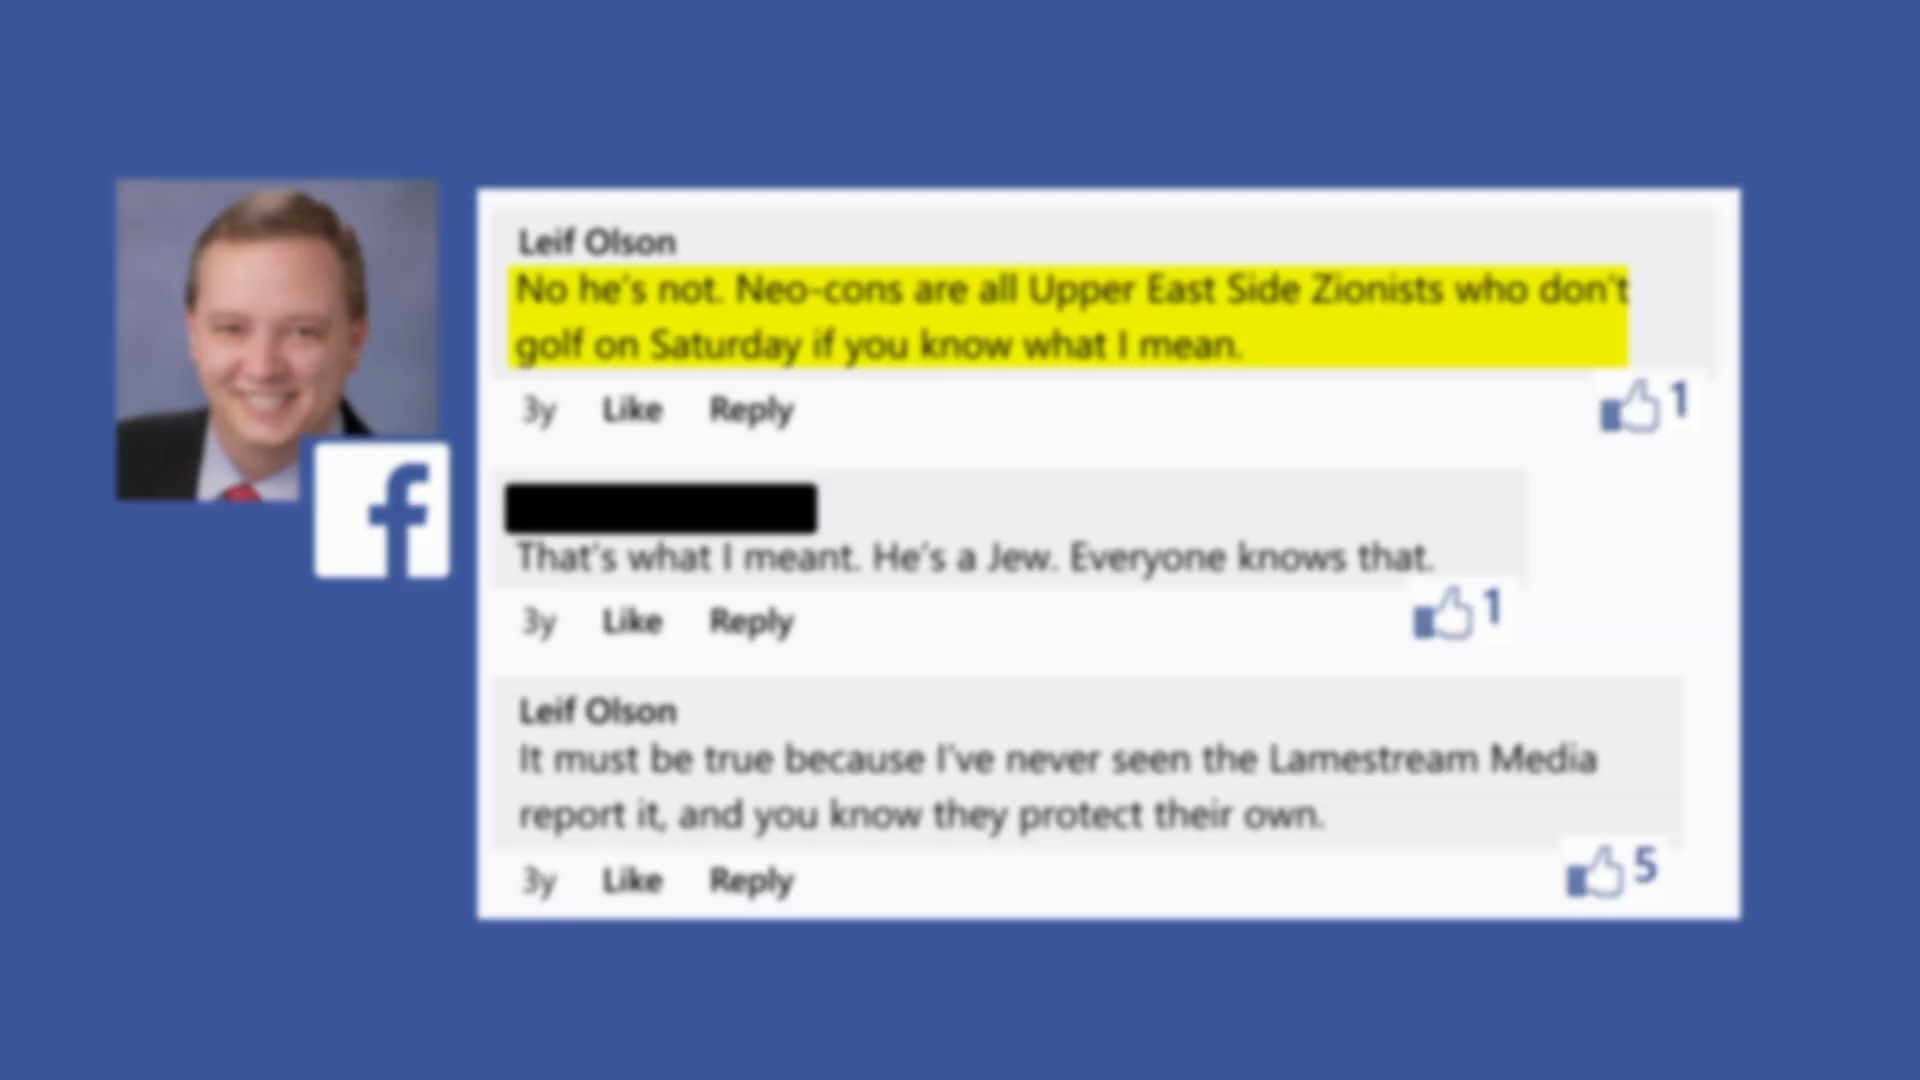 Leif Olson
No he's not. Neo-cons are all Upper East Side Zionists who don't
golf on Saturday if you know what I mean.
3y Like Reply 1
That's what I meant. He's a Jew. Everyone knows that.
3y Like Reply 1
Leif Olson
It must be true because I've never seen the Lamestream Media
report it, and you know they protect their own.
3y Like Reply 5
f